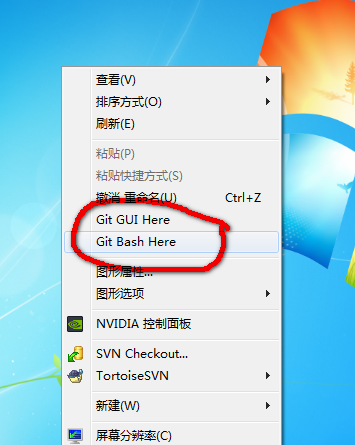 查看(V)
排序方式(O)
刷新(E)
粘贴(P)
粘贴快捷方式(S)
撤消 重命名(U) Ctrl+Z
Git GUI Here
Git Bash Here
图形属性...
图形选项
NVIDIA 控制面板
SVN Checkout...
TortoiseSVN
新建(W)
屏幕分辨率(C)